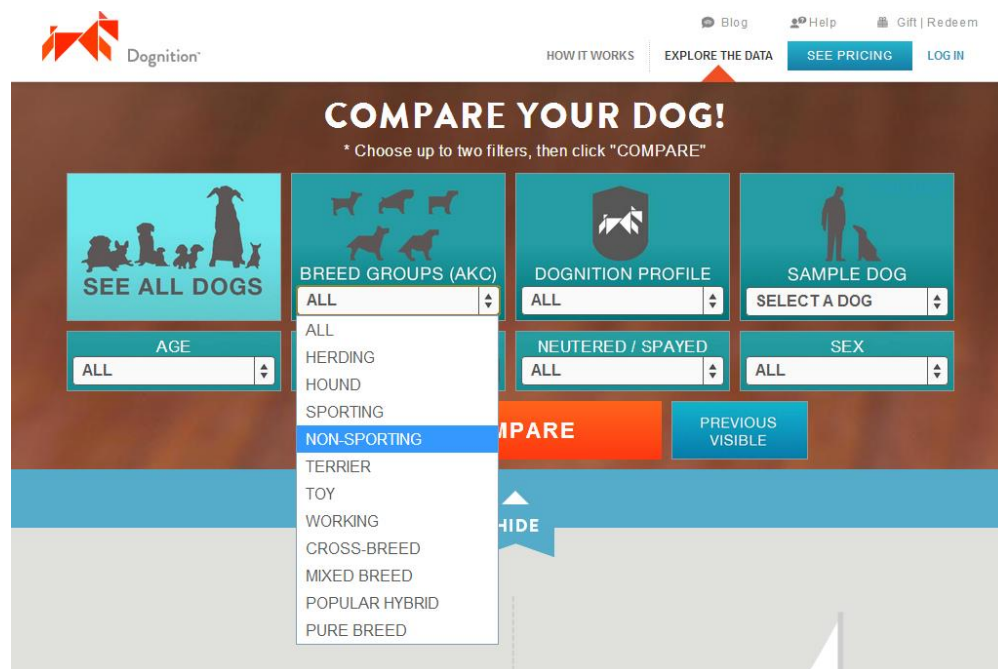 Blog
Help
Gift | Redeem
Dognition
HOW IT WORKS
EXPLORE THE DATA
SEE PRICING
LOG IN
COMPARE YOUR DOG!
* Choose up to two filters, then click "COMPARE"
SEE ALL DOGS
BREED GROUPS (AKC)
ALL
DOGNITION PROFILE
ALL
SAMPLE DOG
SELECT A DOG
AGE
ALL
NEUTERED / SPAYED
ALL
SEX
ALL
ALL
HERDING
HOUND
SPORTING
NON-SPORTING
TERRIER
TOY
WORKING
CROSS-BREED
MIXED BREED
POPULAR HYBRID
PURE BREED
MPARE
PREVIOUS
VISIBLE
HIDE